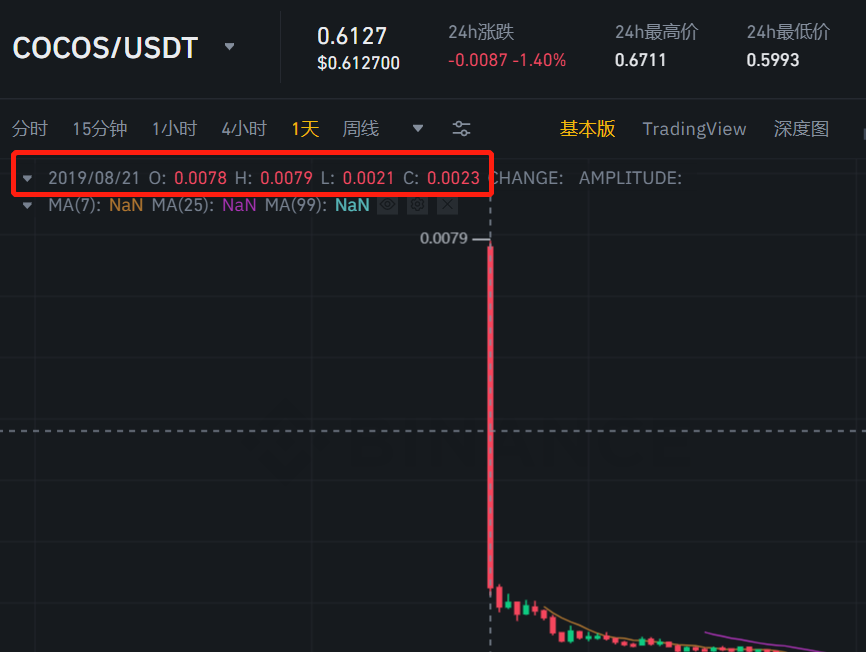 COCOS/USDT
0.6127
$0.612700
24h涨跌
-0.0087 -1.40%
24h最高价
0.6711
24h最低价
0.5993
分时 15分钟 1小时 4小时 1天 周线 基本版 TradingView 深度图
2019/08/21 O: 0.0078 H: 0.0079 L: 0.0021 C: 0.0023 CHANGE: AMPLITUDE:
MA(7): NaN MA(25): NaN MA(99): NaN
0.0079